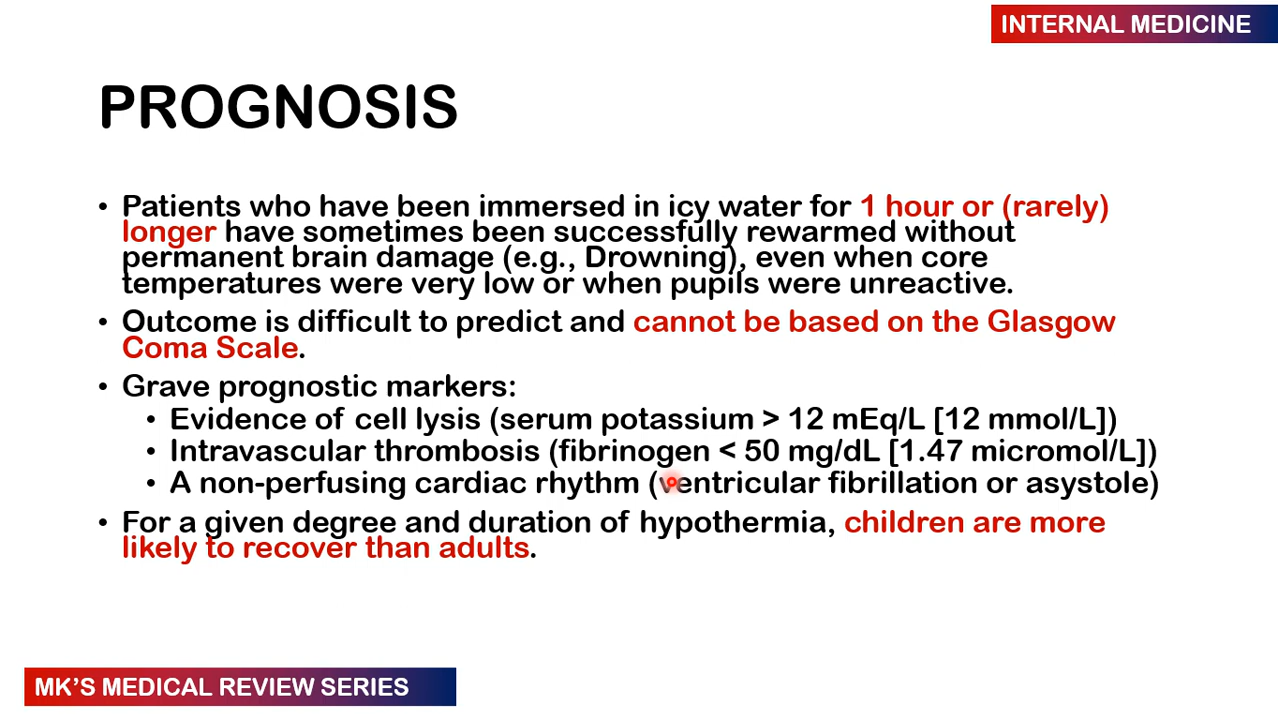 INTERNAL MEDICINE
PROGNOSIS
• Patients who have been immersed in icy water for 1 hour or (rarely)
longer have sometimes been successfully rewarmed without
permanent brain damage (e.g., Drowning), even when core
temperatures were very low or when pupils were unreactive.
• Outcome is difficult to predict and cannot be based on the Glasgow
Coma Scale.
• Grave prognostic markers:
• Evidence of cell lysis (serum potassium > 12 mEq/L [12 mmol/L])
• Intravascular thrombosis (fibrinogen < 50 mg/dL [1.47 micromol/L])
• A non-perfusing cardiac rhythm (ventricular fibrillation or asystole)
• For a given degree and duration of hypothermia, children are more
likely to recover than adults.
MK'S MEDICAL REVIEW SERIES